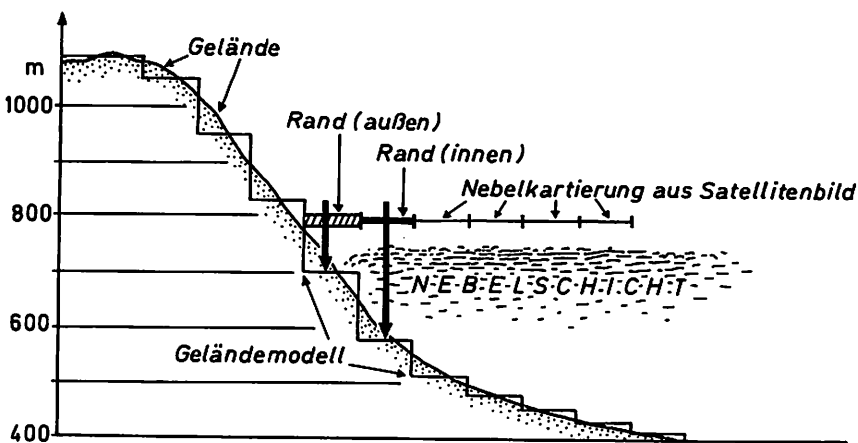 Gelände
m
1000
Rand (außen)
Rand (innen)
Nebelkartierung aus Satellitenbild
800
N-E-B-E-L-S-C-H-I-C-H-T
600
Geländemodell
400